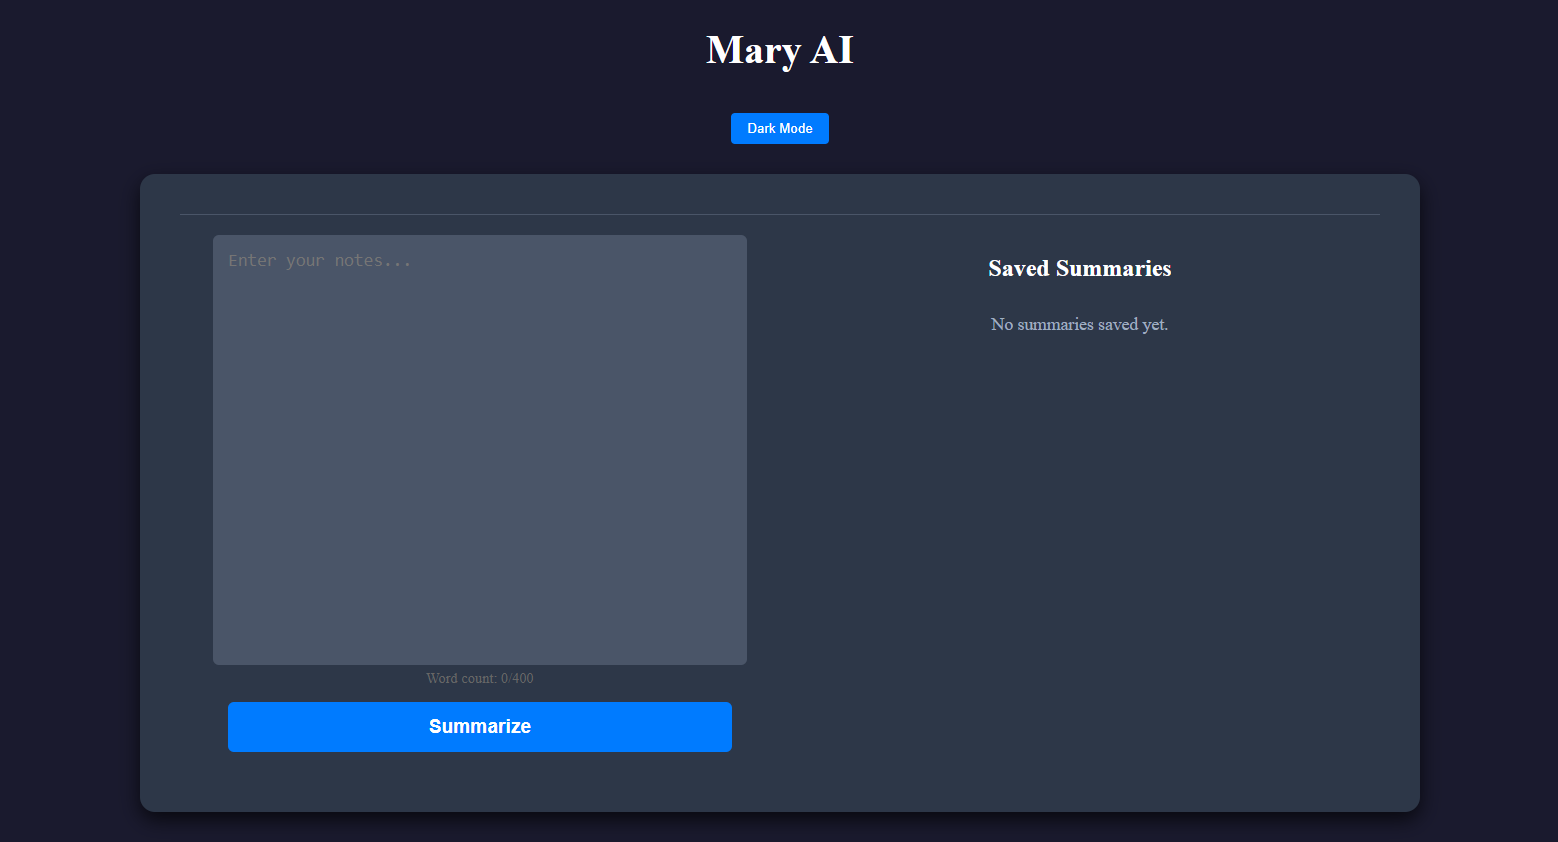 Mary AI
Dark Mode
Enter your notes...
Word count: 0/400
Summarize
Saved Summaries
No summaries saved yet.